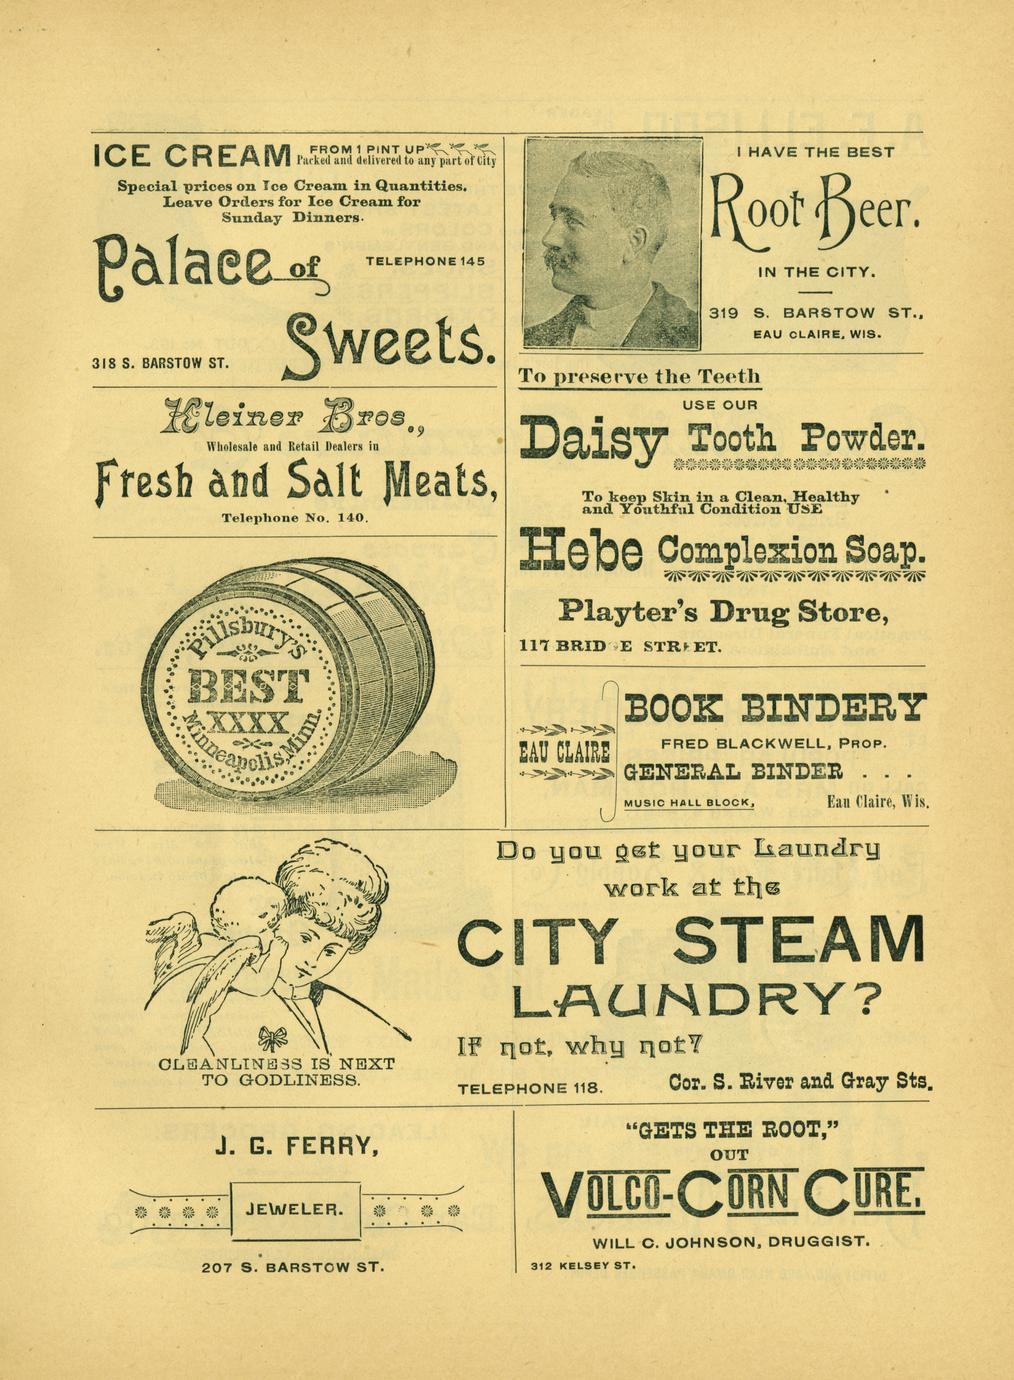 ICE CREAM FROM 1 PINT UP
Packed and delivered to any part of City
Special prices on Ice Cream in Quantities.
Leave Orders for Ice Cream for
Sunday Dinners.
Palace of
TELEPHONE 145
Sweets.
318 S. BARSTOW ST.
Kleiner Bros.,
Wholesale and Retail Dealers in
Fresh and Salt Meats,
Telephone No. 140.
Pillsbury's
BEST
XXXX
Minneapolis, Minn.
I HAVE THE BEST
Root Beer.
IN THE CITY.
319 S. BARSTOW ST.,
EAU CLAIRE, WIS.
To preserve the Teeth
USE OUR
Daisy Tooth Powder.
To keep Skin in a Clean, Healthy
and Youthful Condition USE
Hebe Complexion Soap.
Playter's Drug Store,
117 BRIDGE STREET.
EAU CLAIRE
BOOK BINDERY
FRED BLACKWELL, PROP.
GENERAL BINDER . . .
MUSIC HALL BLOCK, Eau Claire, Wis.
CLEANLINESS IS NEXT
TO GODLINESS.
Do you get your Laundry
work at the
CITY STEAM
LAUNDRY?
If not, why not?
TELEPHONE 118. Cor. S. River and Gray Sts.
J. G. FERRY,
JEWELER.
207 S. BARSTOW ST.
“GETS THE ROOT,”
OUT
VOLCO-CORN CURE.
WILL C. JOHNSON, DRUGGIST.
312 KELSEY ST.